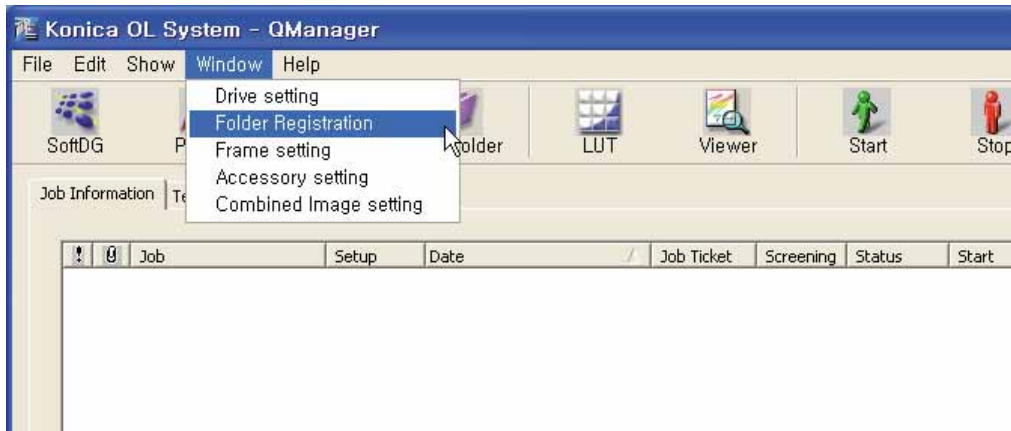 Konica OL System - QManager
File Edit Show Window Help
Drive setting
Folder Registration
Frame setting
Accessory setting
Combined Image setting
SoftDG LUT Viewer Start Stop
Job Information
! Job Setup Date Job Ticket Screening Status Start